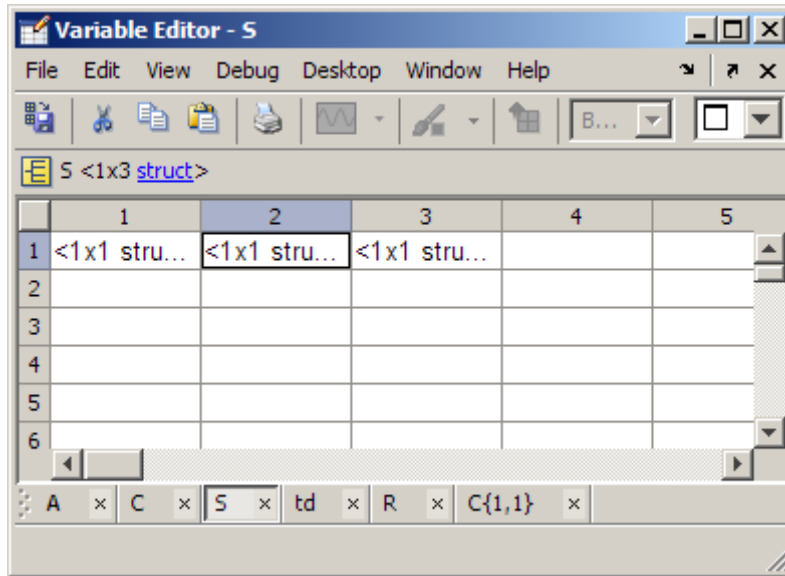 Variable Editor - S
File Edit View Debug Desktop Window Help
B...
S <1x3 struct>
1 2 3 4 5
1 <1x1 stru... <1x1 stru... <1x1 stru...
2
3
4
5
6
A C S td R C{1,1}